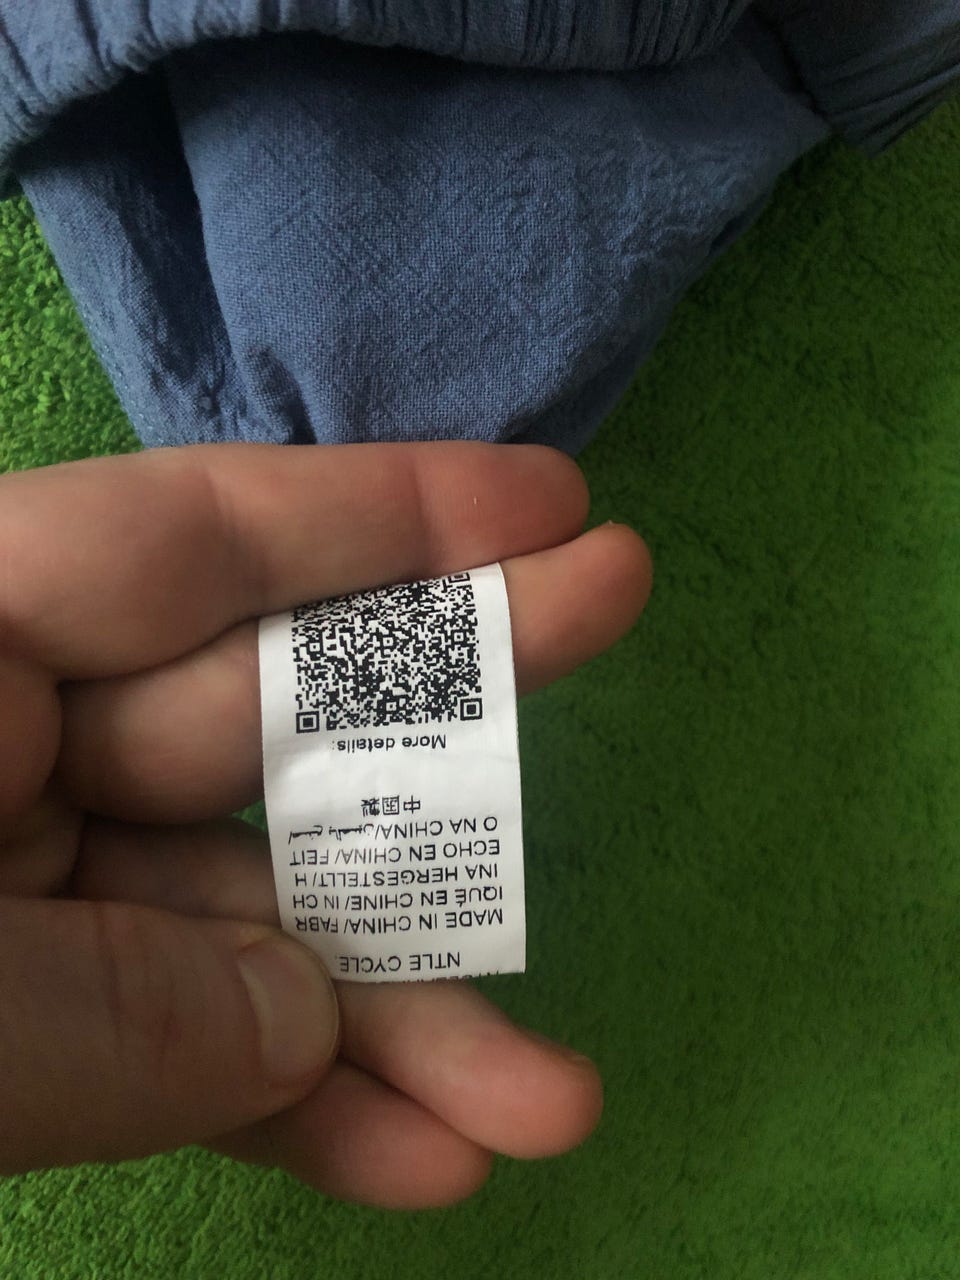 NTLE CYCLE.
MADE IN CHINA/ FABR
IQUÉ EN CHINE/ IN CH
INA HERGESTELLT/ H
ECHO EN CHINA/ FEIT
O NA CHINA/
中国製
More details: